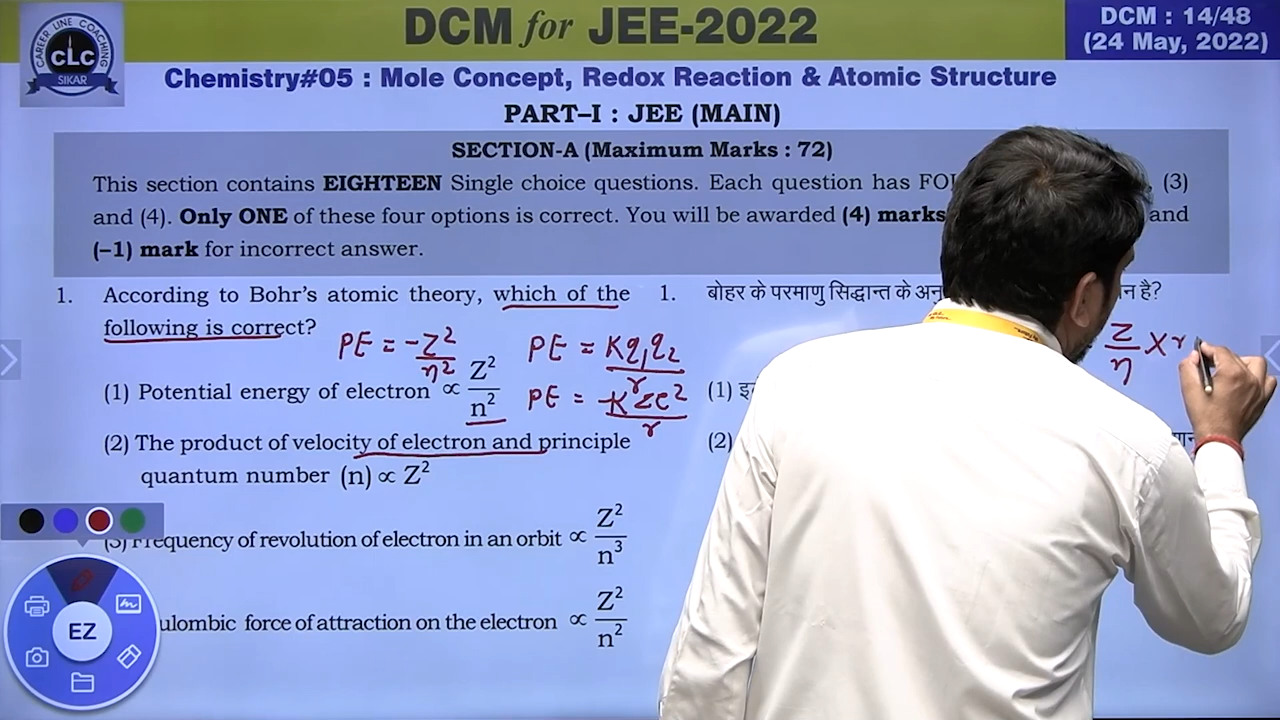 DCM for JEE-2022
DCM : 14/48
(24 May, 2022)
CAREER LINE COACHING
CLC
SIKAR
Chemistry#05 : Mole Concept, Redox Reaction & Atomic Structure
PART–I : JEE (MAIN)
SECTION-A (Maximum Marks : 72)
This section contains EIGHTEEN Single choice questions. Each question has , (3)
and (4). Only ONE of these four options is correct. You will be awarded (4) marks and
(–1) mark for incorrect answer.
1. According to Bohr's atomic theory, which of the
following is correct?
PE = -Z²/n²
PE = Kq₁q₂/r
(1) Potential energy of electron ∝ Z²/n²
PE = -KZe²/r
(2) The product of velocity of electron and principle
quantum number (n) ∝ Z²
(3) Frequency of revolution of electron in an orbit ∝ Z²/n³
force of attraction on the electron ∝ Z²/n²
EZ
1. बोहर के परमाणु सिद्धान्त के है?
Z/n ×
(1)
(2)